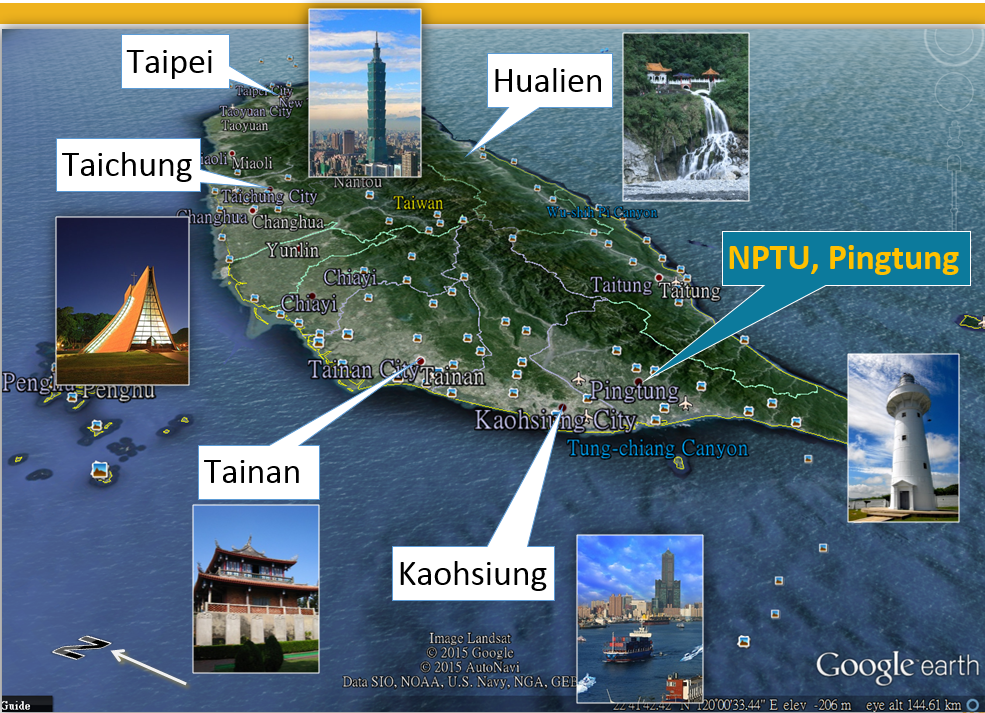 Taipei
Hualien
Taipei City
New
Taoyuan City
Taoyuan
Taichung
Miaoli
Nantou
Taichung City
Taiwan
Wu-shih Pi Canyon
Changhua
Changhua
Yunlin
NPTU, Pingtung
Chiayi
Taitung
Taitung
Chiayi
Tainan City
Tainan
Penghu
Penghu
Pingtung
Kaohsiung City
Tung-chiang Canyon
Tainan
Kaohsiung
Image Landsat
© 2015 Google
© 2015 AutoNavi
Data SIO, NOAA, U.S. Navy, NGA, GEB
Google earth
Guide
22°41'42.42" N 120°00'33.44" E elev -206 m eye alt 144.61 km